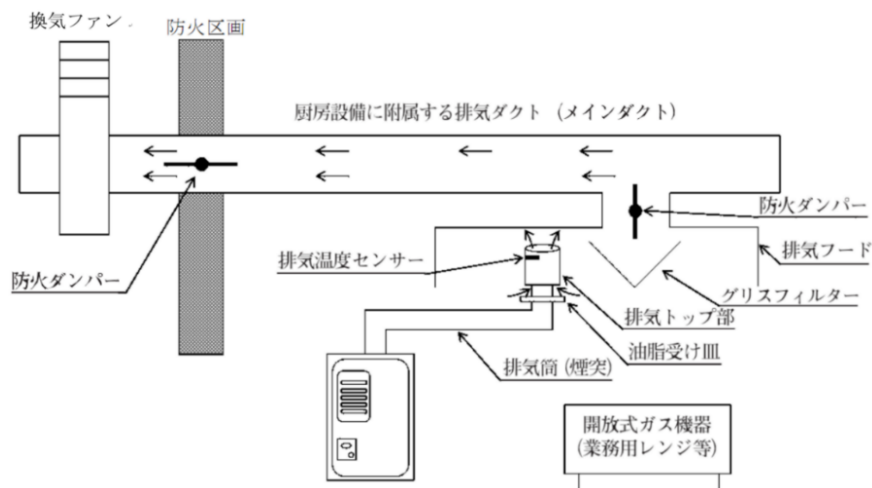 換気ファン
防火区画
厨房設備に附属する排気ダクト (メインダクト)
防火ダンパー
排気フード
排気温度センサー
防火ダンパー
グリスフィルター
排気トップ部
油脂受け皿
排気筒(煙突)
開放式ガス機器
(業務用レンジ等)